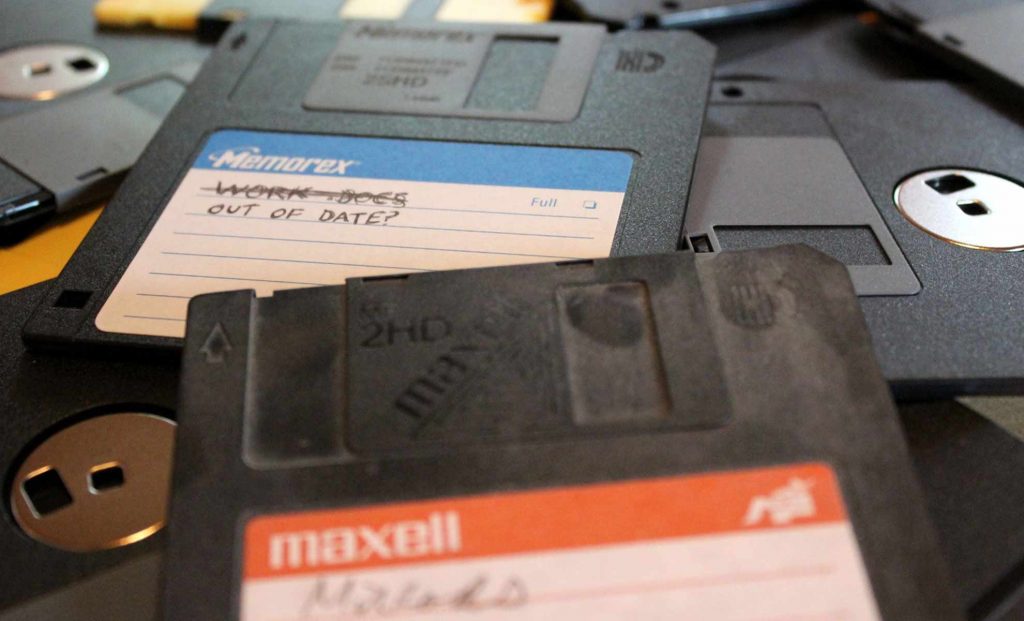 Memorex
2SHD
Memorex
WORK DOCS
Full
OUT OF DATE?
2HD
maxell
maxell